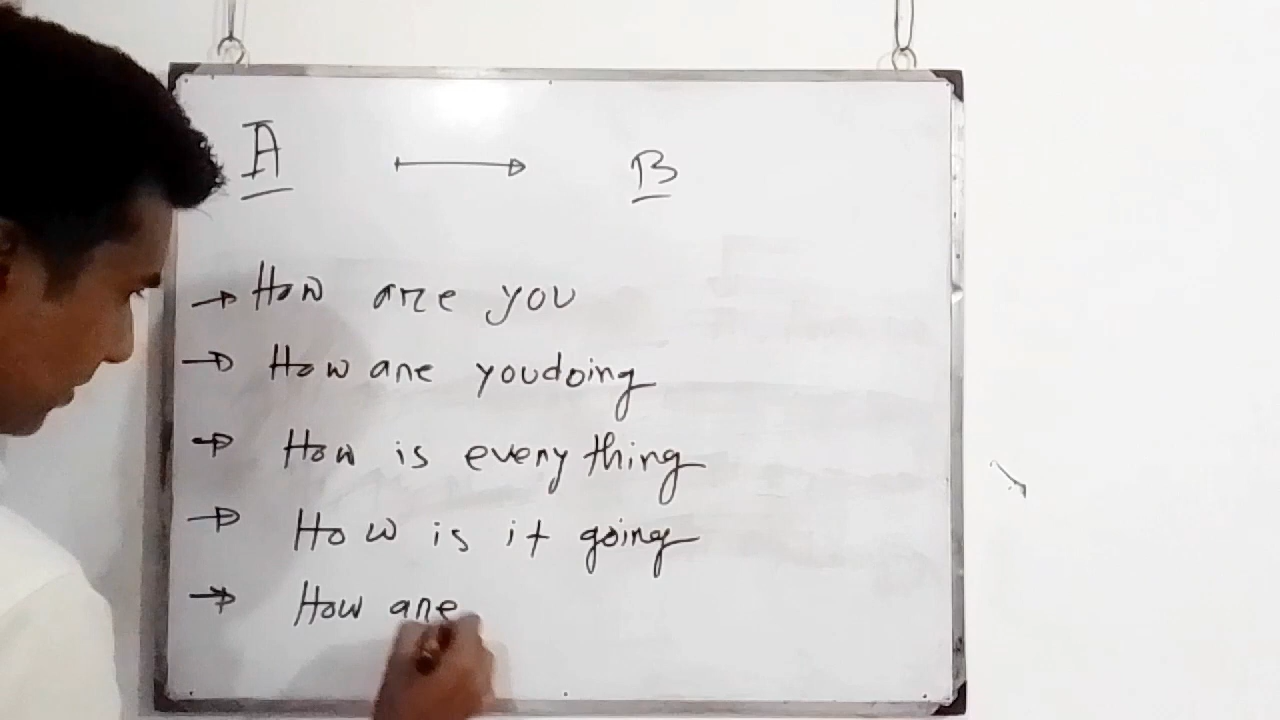 A → B
→ How are you
→ How are youdoing
→ How is everything
→ How is it going
→ How are